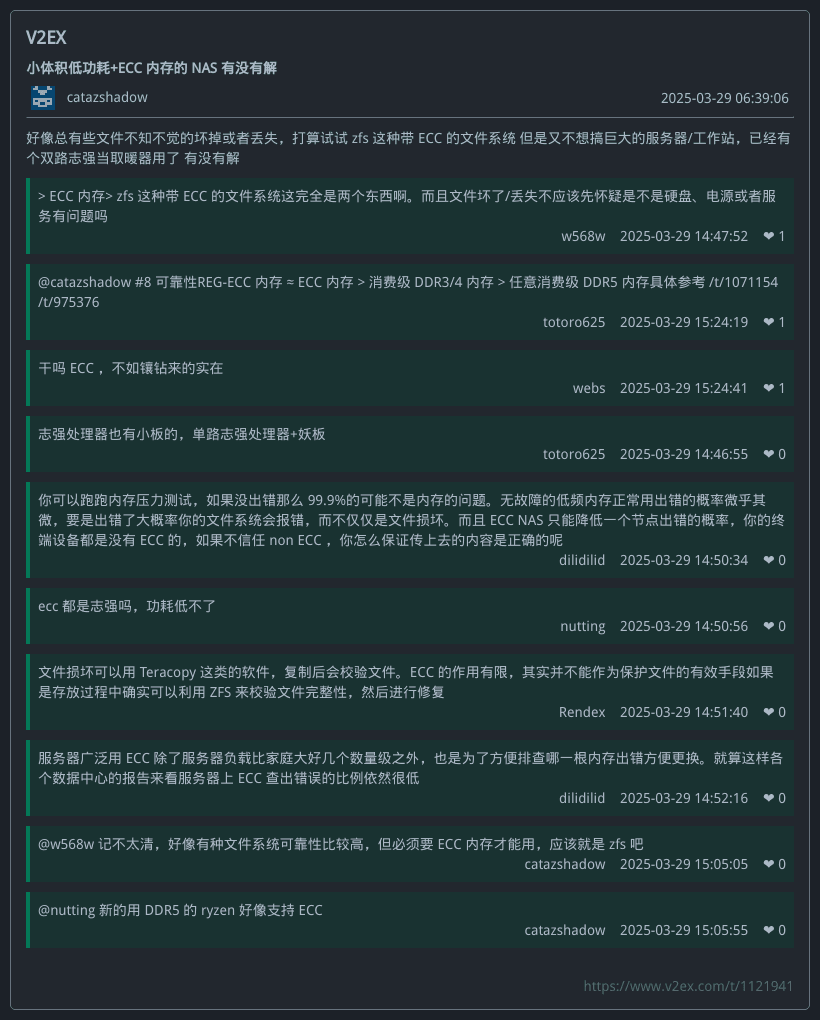 V2EX
小体积低功耗+ECC 内存的 NAS 有没有解
catazshadow
2025-03-29 06:39:06
好像总有些文件不知不觉的坏掉或者丢失，打算试试 zfs 这种带 ECC 的文件系统 但是又不想搞巨大的服务器/工作站，已经有
个双路志强当取暖器用了 有没有解
> ECC 内存> zfs 这种带 ECC 的文件系统这完全是两个东西啊。而且文件坏了/丢失不应该先怀疑是不是硬盘、电源或者服
务有问题吗
w568w 2025-03-29 14:47:52 ❤ 1
@catazshadow #8 可靠性REG-ECC 内存 ≈ ECC 内存 > 消费级 DDR3/4 内存 > 任意消费级 DDR5 内存具体参考 /t/1071154
/t/975376
totoro625 2025-03-29 15:24:19 ❤ 1
干吗 ECC ，不如镶钻来的实在
webs 2025-03-29 15:24:41 ❤ 1
志强处理器也有小板的，单路志强处理器+妖板
totoro625 2025-03-29 14:46:55 ❤ 0
你可以跑跑内存压力测试，如果没出错那么 99.9%的可能不是内存的问题。无故障的低频内存正常用出错的概率微乎其
微，要是出错了大概率你的文件系统会报错，而不仅仅是文件损坏。而且 ECC NAS 只能降低一个节点出错的概率，你的终
端设备都是没有 ECC 的，如果不信任 non ECC ，你怎么保证传上去的内容是正确的呢
dilidilid 2025-03-29 14:50:34 ❤ 0
ecc 都是志强吗，功耗低不了
nutting 2025-03-29 14:50:56 ❤ 0
文件损坏可以用 Teracopy 这类的软件，复制后会校验文件。ECC 的作用有限，其实并不能作为保护文件的有效手段如果
是存放过程中确实可以利用 ZFS 来校验文件完整性，然后进行修复
Rendex 2025-03-29 14:51:40 ❤ 0
服务器广泛用 ECC 除了服务器负载比家庭大好几个数量级之外，也是为了方便排查哪一根内存出错方便更换。就算这样各
个数据中心的报告来看服务器上 ECC 查出错误的比例依然很低
dilidilid 2025-03-29 14:52:16 ❤ 0
@w568w 记不太清，好像有种文件系统可靠性比较高，但必须要 ECC 内存才能用，应该就是 zfs 吧
catazshadow 2025-03-29 15:05:05 ❤ 0
@nutting 新的用 DDR5 的 ryzen 好像支持 ECC
catazshadow 2025-03-29 15:05:55 ❤ 0
https://www.v2ex.com/t/1121941